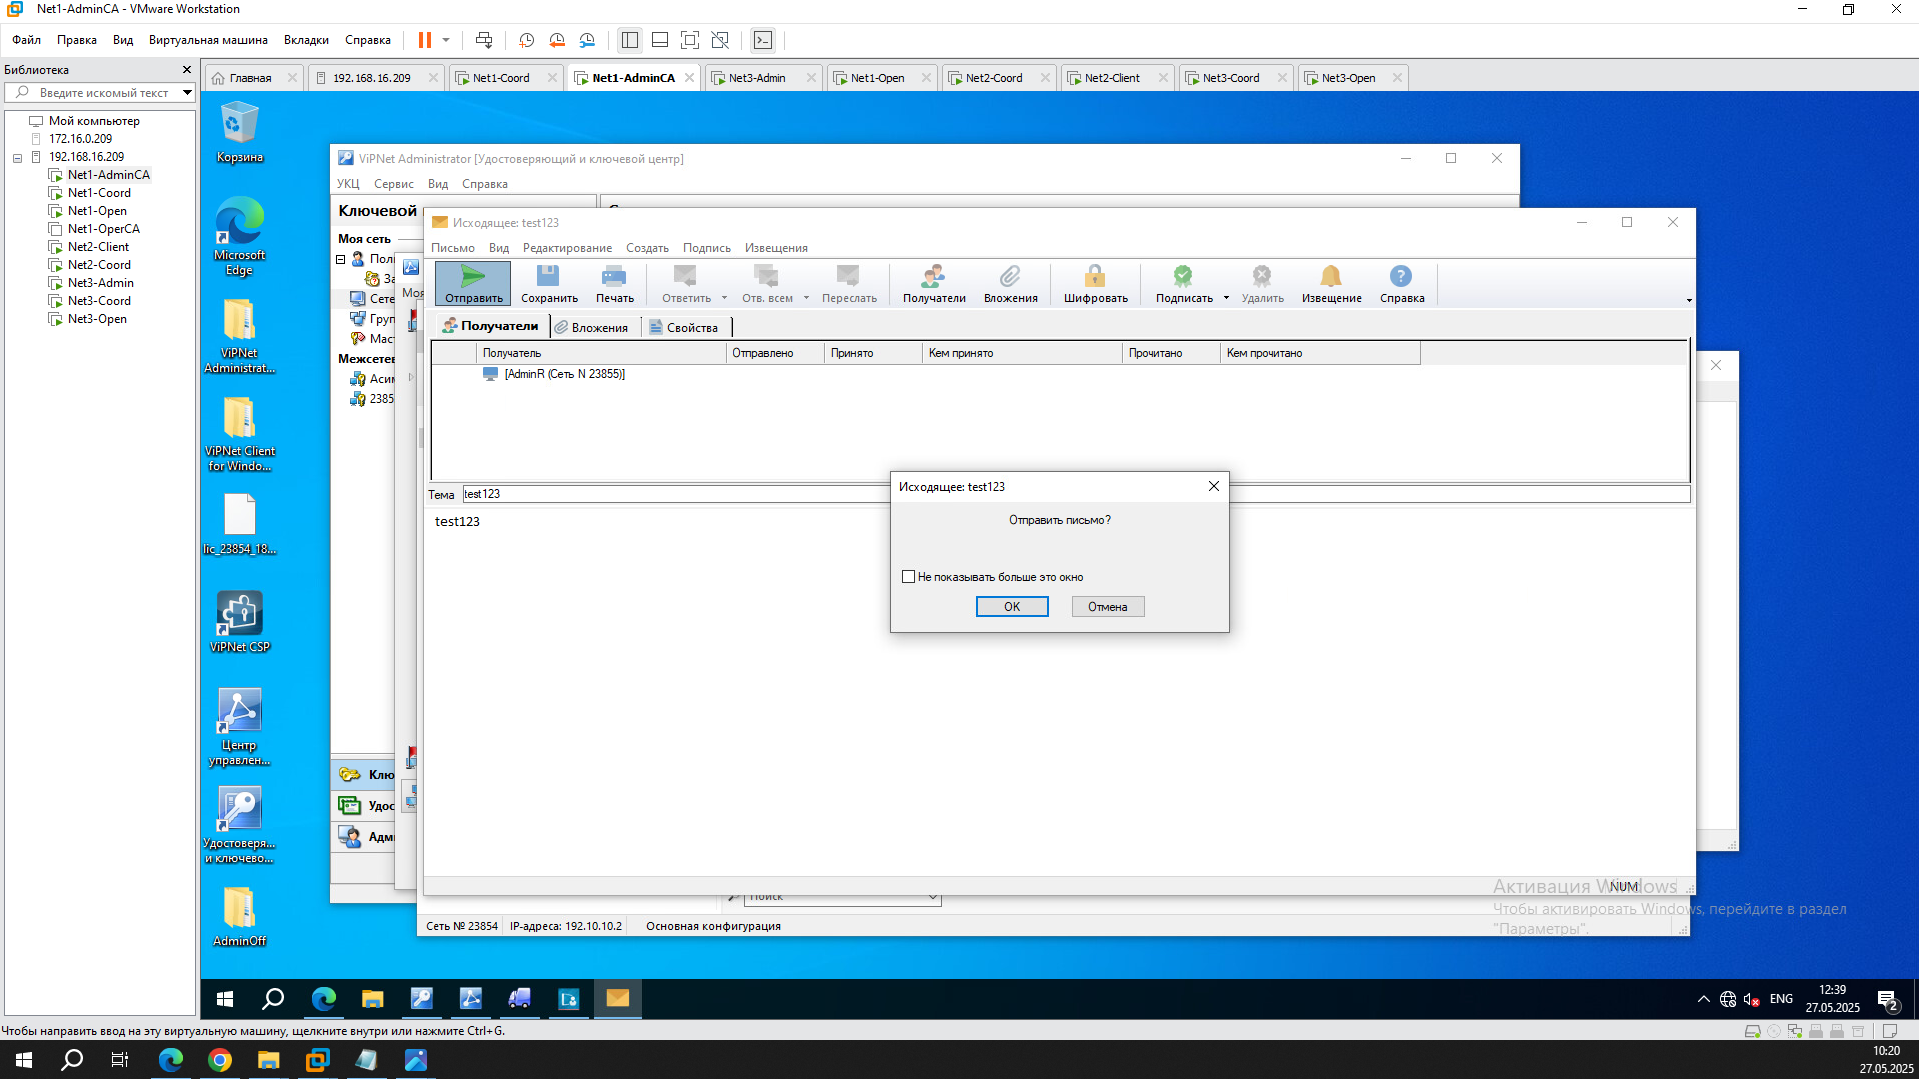 Net1-AdminCA - VMware Workstation
Файл Правка Вид Виртуальная машина Вкладки Справка
Библиотека
Введите искомый текст
Главная 192.168.16.209 Net1-Coord Net1-AdminCA Net3-Admin Net1-Open Net2-Coord Net2-Client Net3-Coord Net3-Open
Мой компьютер
172.16.0.209
192.168.16.209
Net1-AdminCA
Net1-Coord
Net1-Open
Net1-OperCA
Net2-Client
Net2-Coord
Net3-Admin
Net3-Coord
Net3-Open
Корзина
Microsoft
Edge
ViPNet
Administrat...
ViPNet Client
for Windo...
lic_23854_18...
ViPNet CSP
Центр
управлен...
Удостоверя...
и ключево...
AdminOff
ViPNet Administrator [Удостоверяющий и ключевой центр]
УКЦ Сервис Вид Справка
Ключевой
Моя сеть
Пол
За
Сете
Моя
Груп
Мас
Межсетев
Асим
2385
Клю
Удос
Адми
Исходящее: test123
Письмо Вид Редактирование Создать Подпись Извещения
Отправить Сохранить Печать Ответить Отв. всем Переслать Получатели Вложения Шифровать Подписать Удалить Извещение Справка
Получатели Вложения Свойства
Получатель Отправлено Принято Кем принято Прочитано Кем прочитано
[AdminR (Сеть N 23855)]
Тема test123
test123
Исходящее: test123
Отправить письмо?
Не показывать больше это окно
OK Отмена
NUM
Поиск
Сеть № 23854 IP-адреса: 192.10.10.2 Основная конфигурация
Активация Windows
Чтобы активировать Windows, перейдите в раздел
"Параметры".
ENG
12:39
27.05.2025
2
Чтобы направить ввод на эту виртуальную машину, щелкните внутри или нажмите Ctrl+G.
10:20
27.05.2025